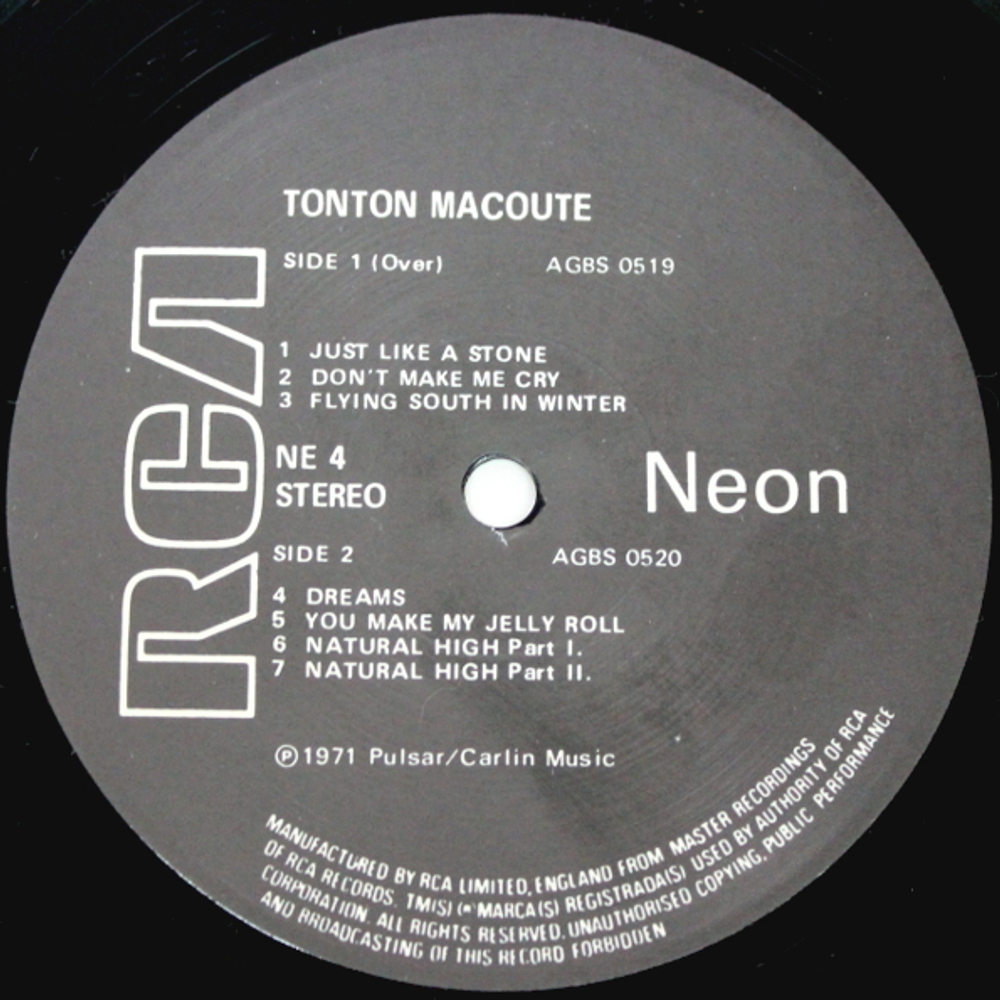 TONTON MACOUTE
SIDE 1 (Over) AGBS 0519
1 JUST LIKE A STONE
2 DON'T MAKE ME CRY
3 FLYING SOUTH IN WINTER
RCA
NE 4
STEREO
Neon
SIDE 2 AGBS 0520
4 DREAMS
5 YOU MAKE MY JELLY ROLL
6 NATURAL HIGH Part I.
7 NATURAL HIGH Part II.
℗1971 Pulsar/Carlin Music
MANUFACTURED BY RCA LIMITED, ENGLAND FROM MASTER RECORDINGS
OF RCA RECORDS. TM(S) (® MARCA(S) REGISTRADA(S) USED BY AUTHORITY OF RCA
CORPORATION. ALL RIGHTS RESERVED. UNAUTHORISED COPYING, PUBLIC PERFORMANCE
AND BROADCASTING OF THIS RECORD FORBIDDEN